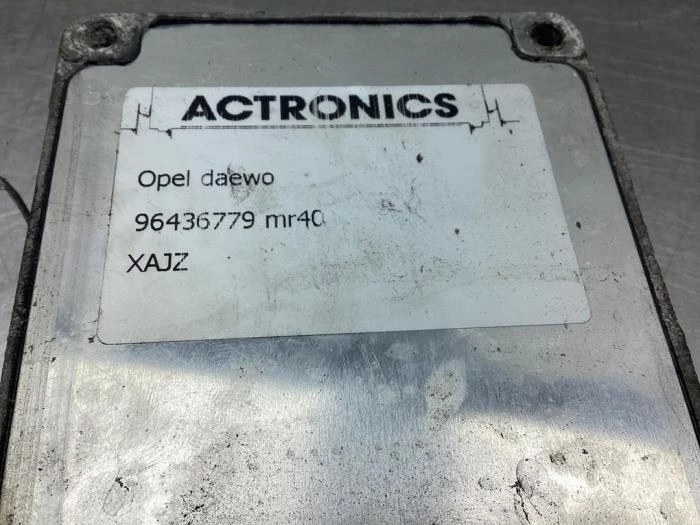 ACTRONICS
Opel daewo
96436779 mr40
XAJZ